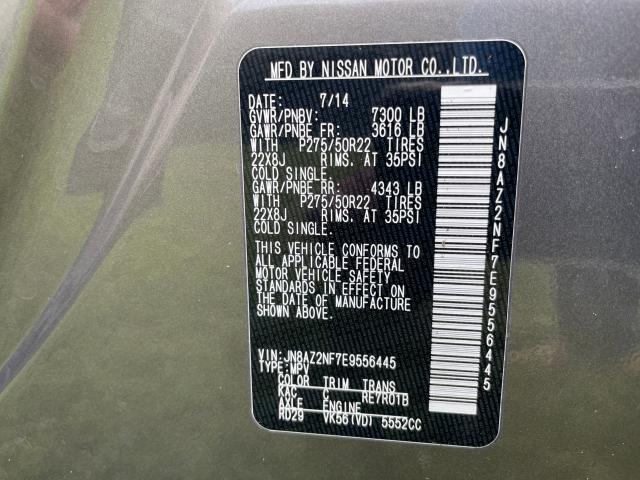 MFD BY NISSAN MOTOR CO.,LTD.
DATE: 7/14
GVWR/PNBV: 7300 LB
GAWR/PNBE FR: 3616 LB
WITH P275/50R22 TIRES
22X8J RIMS. AT 35PSI
COLD SINGLE.
GAWR/PNBE RR: 4343 LB
WITH P275/50R22 TIRES
22X8J RIMS. AT 35PSI
COLD SINGLE.
THIS VEHICLE CONFORMS TO
ALL APPLICABLE FEDERAL
MOTOR VEHICLE SAFETY
STANDARDS IN EFFECT ON
THE DATE OF MANUFACTURE
SHOWN ABOVE.
VIN:JN8AZ2NF7E9556445
TYPE:MPV
COLOR TRIM TRANS
KAC C RE7R01B
AXLE ENGINE
RD29 VK56(VD) 5552CC
JN8AZ2NF7E9556445